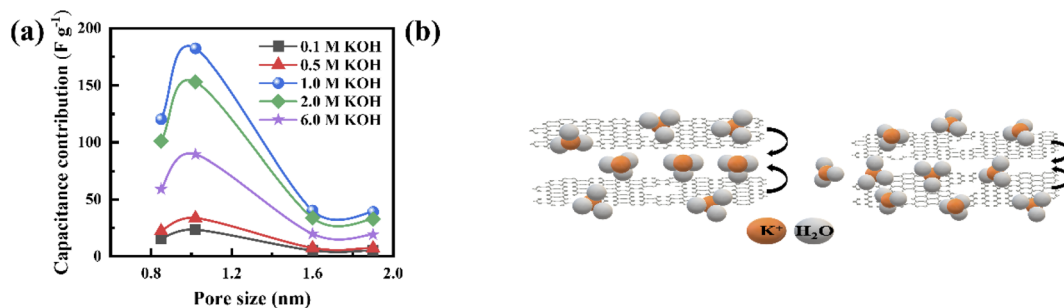 (a)
Capacitance contribution (F g⁻¹)
200
150
100
50
0
0.8
1.2
1.6
2.0
Pore size (nm)
0.1 M KOH
0.5 M KOH
1.0 M KOH
2.0 M KOH
6.0 M KOH
(b)
K⁺
H₂O